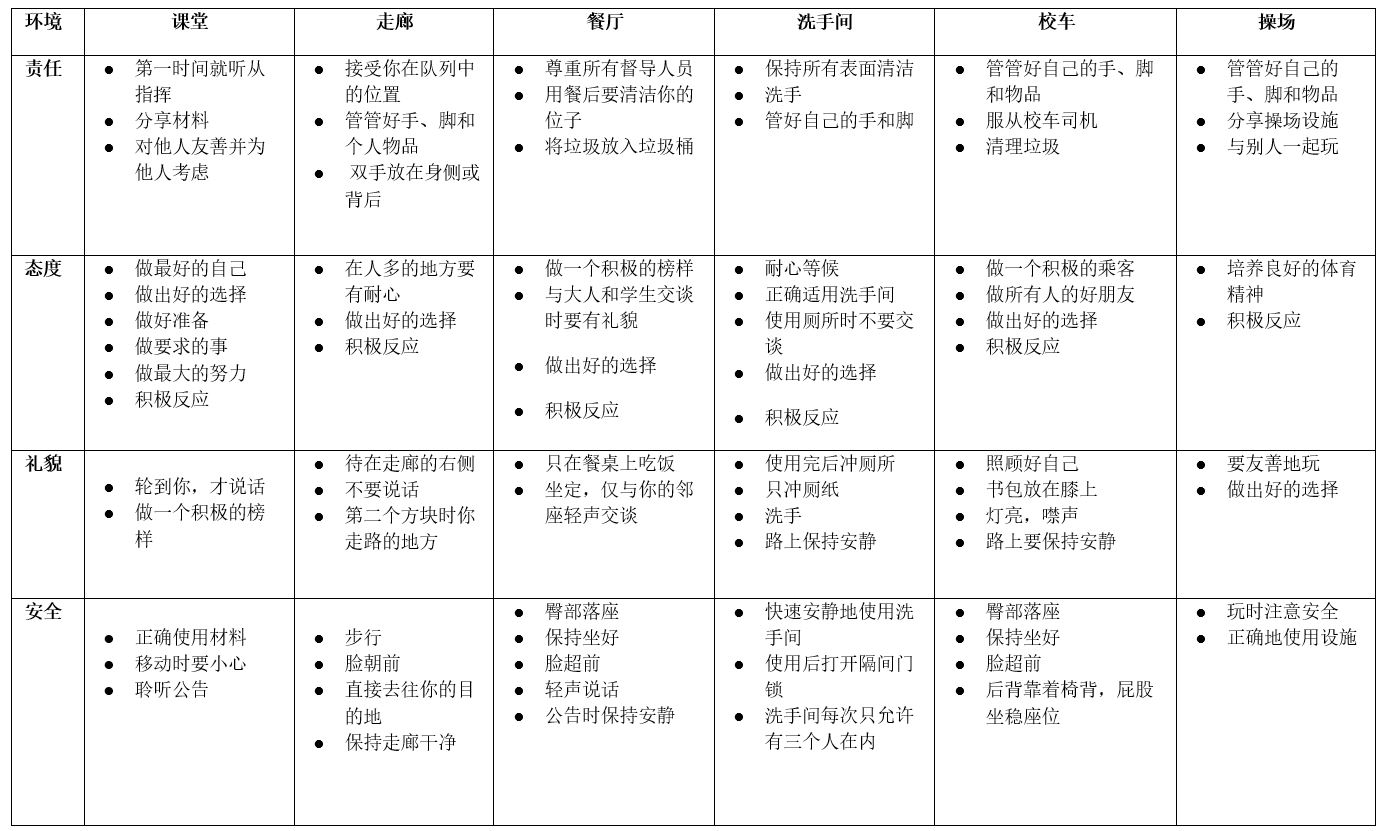 环境
课堂
走廊
餐厅
洗手间
校车
操场
责任
● 第一时间就听从
指挥
● 分享材料
● 对他人友善并为
他人考虑
● 接受你在队列中
的位置
● 管管好手、脚和
个人物品
● 双手放在身侧或
背后
● 尊重所有督导人员
● 用餐后要清洁你的
位子
● 将垃圾放入垃圾桶
● 保持所有表面清洁
● 洗手
● 管好自己的手和脚
● 管管好自己的手、脚
和物品
● 服从校车司机
● 清理垃圾
● 管管好自己的
手、脚和物品
● 分享操场设施
● 与别人一起玩
态度
● 做最好的自己
● 做出好的选择
● 做好准备
● 做要求的事
● 做最大的努力
● 积极反应
● 在人多的地方要
有耐心
● 做出好的选择
● 积极反应
● 做一个积极的榜样
● 与大人和学生交谈
时要有礼貌
● 做出好的选择
● 积极反应
● 耐心等候
● 正确适用洗手间
● 使用厕所时不要交
谈
● 做出好的选择
● 积极反应
● 做一个积极的乘客
● 做所有人的好朋友
● 做出好的选择
● 积极反应
● 培养良好的体育
精神
● 积极反应
礼貌
● 轮到你，才说话
● 做一个积极的榜
样
● 待在走廊的右侧
● 不要说话
● 第二个方块时你
走路的地方
● 只在餐桌上吃饭
● 坐定，仅与你的邻
座轻声交谈
● 使用完后冲厕所
● 只冲厕纸
● 洗手
● 路上保持安静
● 照顾好自己
● 书包放在膝上
● 灯亮，噤声
● 路上要保持安静
● 要友善地玩
● 做出好的选择
安全
● 正确使用材料
● 移动时要小心
● 聆听公告
● 步行
● 脸朝前
● 直接去往你的目
的地
● 保持走廊干净
● 臀部落座
● 保持坐好
● 脸超前
● 轻声说话
● 公告时保持安静
● 快速安静地使用洗
手间
● 使用后打开隔间门
锁
● 洗手间每次只允许
有三个人在内
● 臀部落座
● 保持坐好
● 脸超前
● 后背靠着椅背，屁股
坐稳座位
● 玩时注意安全
● 正确地使用设施